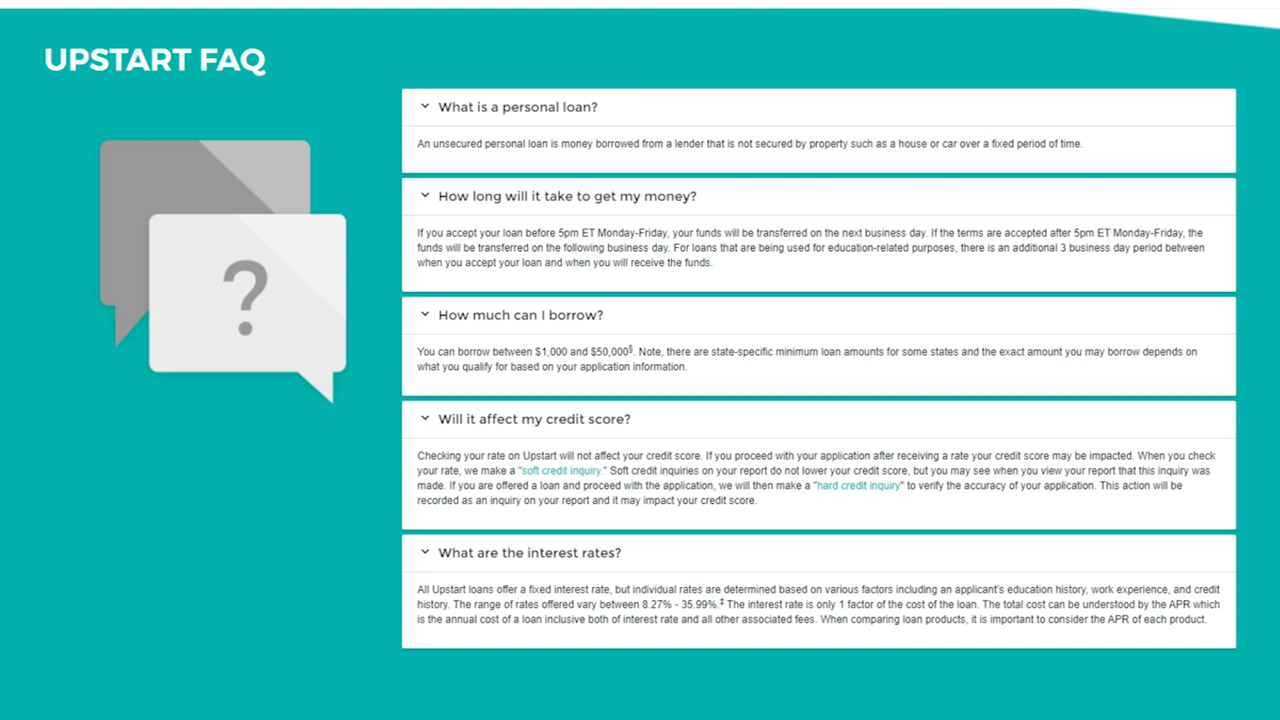 UPSTART FAQ
What is a personal loan?
An unsecured personal loan is money borrowed from a lender that is not secured by property such as a house or car over a fixed period of time.
How long will it take to get my money?
If you accept your loan before 5pm ET Monday-Friday, your funds will be transferred on the next business day. If the terms are accepted after 5pm ET Monday-Friday, the
funds will be transferred on the following business day. For loans that are being used for education-related purposes, there is an additional 3 business day period between
when you accept your loan and when you will receive the funds.
How much can I borrow?
You can borrow between $1,000 and $50,000§. Note, there are state-specific minimum loan amounts for some states and the exact amount you may borrow depends on
what you qualify for based on your application information.
Will it affect my credit score?
Checking your rate on Upstart will not affect your credit score. If you proceed with your application after receiving a rate your credit score may be impacted. When you check
your rate, we make a "soft credit inquiry." Soft credit inquiries on your report do not lower your credit score, but you may see when you view your report that this inquiry was
made. If you are offered a loan and proceed with the application, we will then make a "hard credit inquiry" to verify the accuracy of your application. This action will be
recorded as an inquiry on your report and it may impact your credit score.
What are the interest rates?
All Upstart loans offer a fixed interest rate, but individual rates are determined based on various factors including an applicant's education history, work experience, and credit
history. The range of rates offered vary between 8.27% - 35.99%.‡ The interest rate is only 1 factor of the cost of the loan. The total cost can be understood by the APR which
is the annual cost of a loan inclusive both of interest rate and all other associated fees. When comparing loan products, it is important to consider the APR of each product.
?